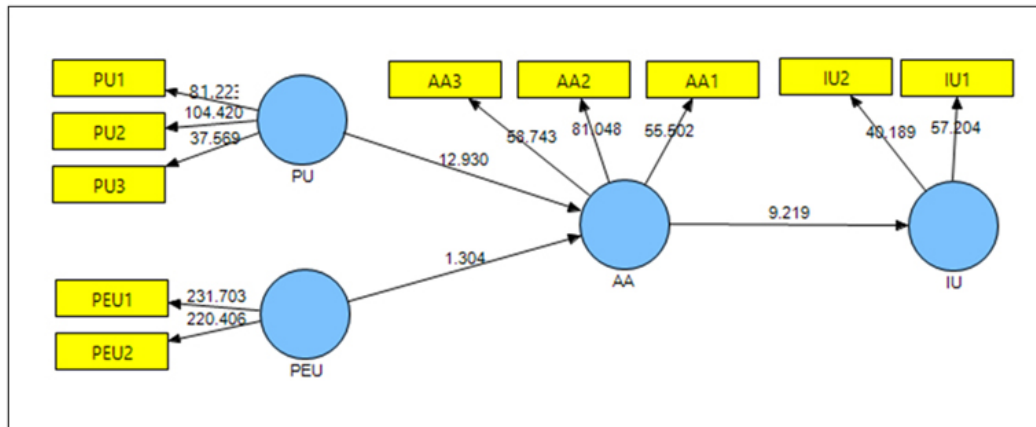 PU1
81.223
PU2
104.420
37.569
PU3
PU
12.930
AA3
AA2
AA1
58.743
81.048
55.502
IU2
IU1
40.189
57.204
9.219
AA
IU
1.304
PEU1
231.703
220.406
PEU2
PEU